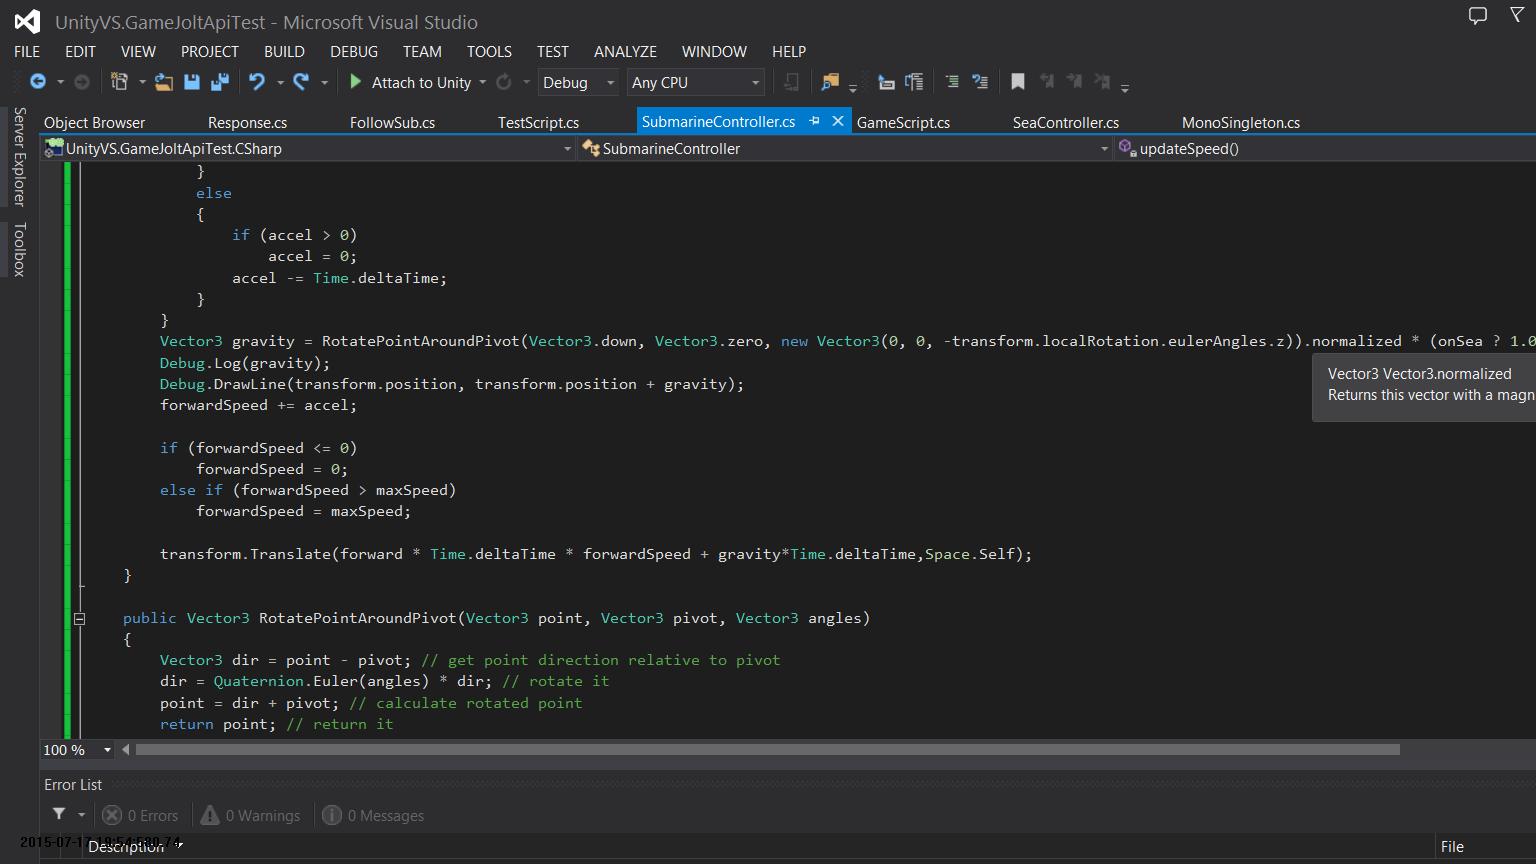 UnityVS.GameJoltApiTest - Microsoft Visual Studio
FILE EDIT VIEW PROJECT BUILD DEBUG TEAM TOOLS TEST ANALYZE WINDOW HELP
Attach to Unity Debug Any CPU
Server Explorer
Toolbox
Object Browser Response.cs FollowSub.cs TestScript.cs SubmarineController.cs GameScript.cs SeaController.cs MonoSingleton.cs
UnityVS.GameJoltApiTest.CSharp SubmarineController updateSpeed()
}
else
{
if (accel > 0)
accel = 0;
accel -= Time.deltaTime;
}
}
Vector3 gravity = RotatePointAroundPivot(Vector3.down, Vector3.zero, new Vector3(0, 0, -transform.localRotation.eulerAngles.z)).normalized * (onSea ? 1.0
Debug.Log(gravity);
Debug.DrawLine(transform.position, transform.position + gravity);
forwardSpeed += accel;
Vector3 Vector3.normalized
Returns this vector with a magn
if (forwardSpeed <= 0)
forwardSpeed = 0;
else if (forwardSpeed > maxSpeed)
forwardSpeed = maxSpeed;
transform.Translate(forward * Time.deltaTime * forwardSpeed + gravity*Time.deltaTime,Space.Self);
}
public Vector3 RotatePointAroundPivot(Vector3 point, Vector3 pivot, Vector3 angles)
{
Vector3 dir = point - pivot; // get point direction relative to pivot
dir = Quaternion.Euler(angles) * dir; // rotate it
point = dir + pivot; // calculate rotated point
return point; // return it
100 %
Error List
0 Errors 0 Warnings 0 Messages
Description File